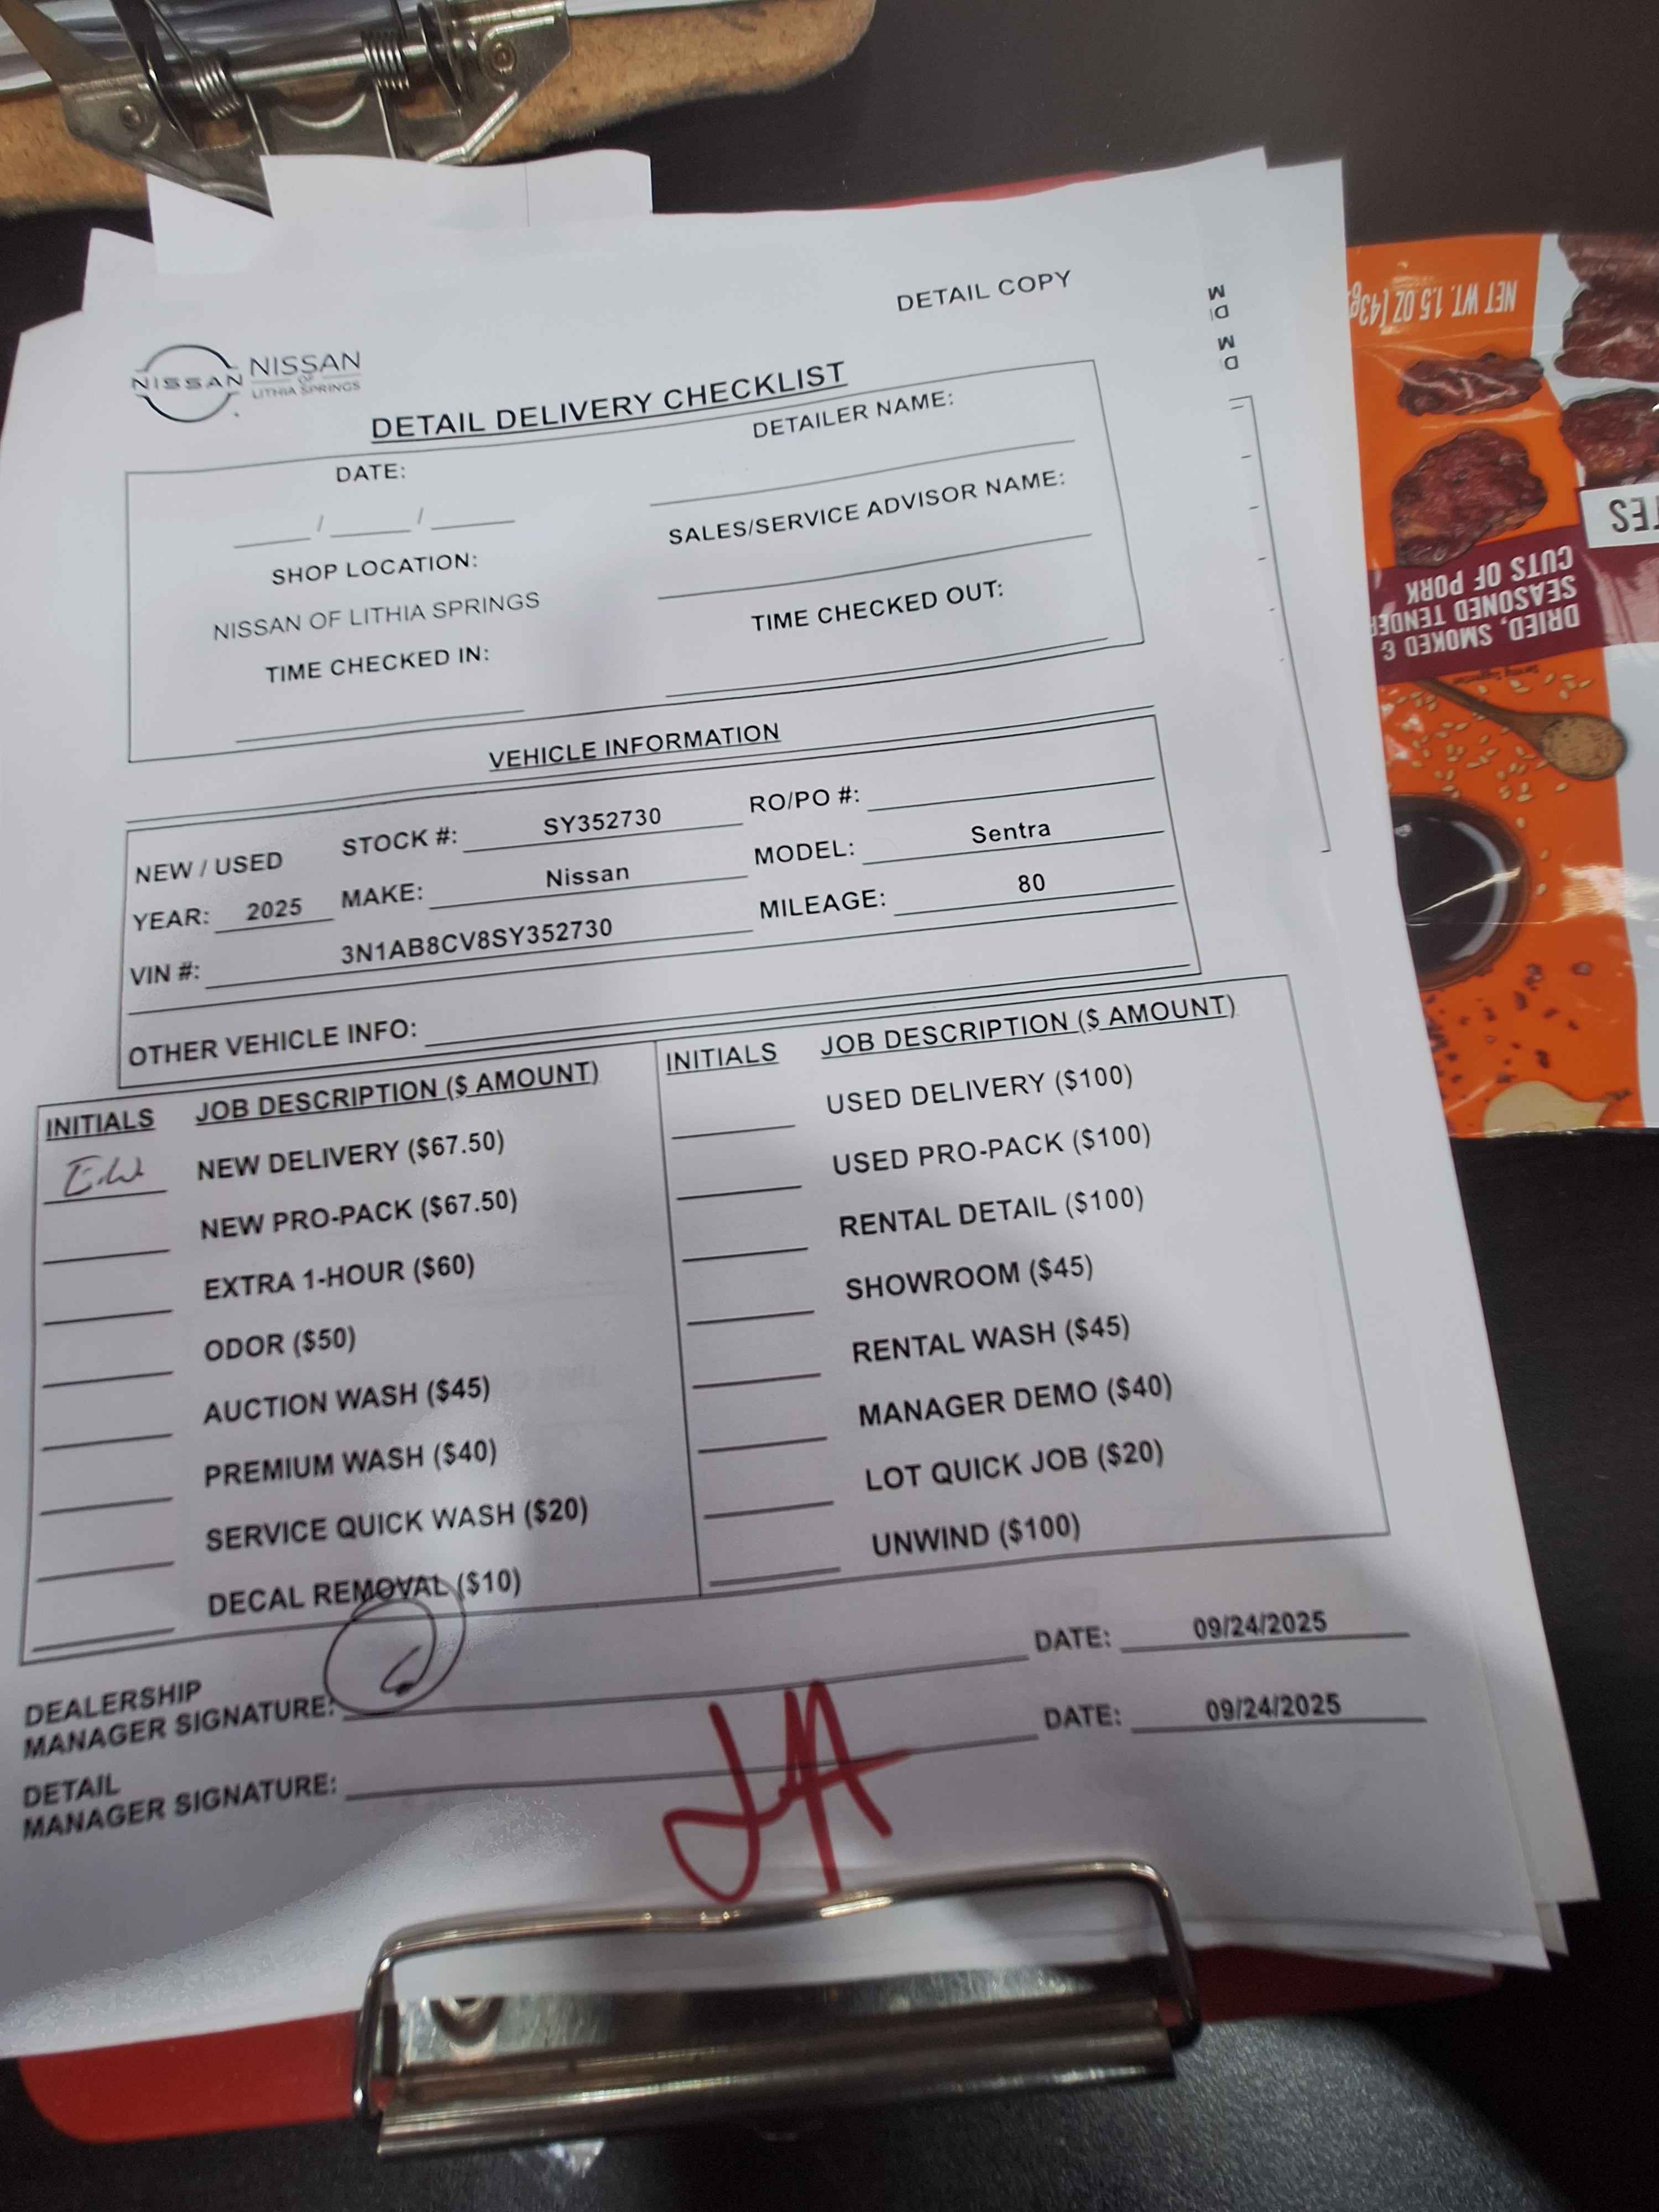 DETAIL COPY
NISSAN
NISSAN
OF
LITHIA SPRINGS
DETAIL DELIVERY CHECKLIST
DATE:
DETAILER NAME:
/ /
SALES/SERVICE ADVISOR NAME:
SHOP LOCATION:
NISSAN OF LITHIA SPRINGS
TIME CHECKED OUT:
TIME CHECKED IN:
VEHICLE INFORMATION
NEW / USED STOCK #: SY352730 RO/PO #:
YEAR: 2025 MAKE: Nissan MODEL: Sentra
VIN #: 3N1AB8CV8SY352730 MILEAGE: 80
OTHER VEHICLE INFO:
INITIALS JOB DESCRIPTION ($ AMOUNT)
E.W NEW DELIVERY ($67.50)
NEW PRO-PACK ($67.50)
EXTRA 1-HOUR ($60)
ODOR ($50)
AUCTION WASH ($45)
PREMIUM WASH ($40)
SERVICE QUICK WASH ($20)
DECAL REMOVAL ($10)
INITIALS JOB DESCRIPTION ($ AMOUNT)
USED DELIVERY ($100)
USED PRO-PACK ($100)
RENTAL DETAIL ($100)
SHOWROOM ($45)
RENTAL WASH ($45)
MANAGER DEMO ($40)
LOT QUICK JOB ($20)
UNWIND ($100)
DEALERSHIP
MANAGER SIGNATURE: DATE: 09/24/2025
DETAIL
MANAGER SIGNATURE: DATE: 09/24/2025
JA
D M D M
NET WT. 1.5 OZ (43g
DRIED, SMOKED &
SEASONED TENDER
CUTS OF PORK